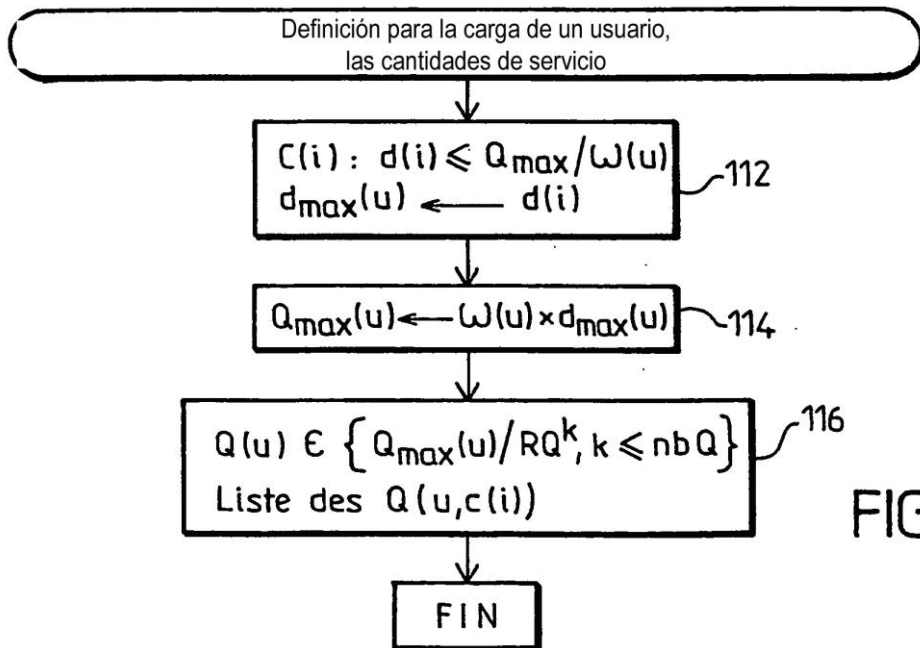 Definición para la carga de un usuario,
las cantidades de servicio
C(i) : d(i) ⩽ Qmax/ω(u)
dmax(u) ⟵ d(i)
112
Qmax(u) ⟵ ω(u) × dmax(u)
114
Q(u) ∈ { Qmax(u)/RQ^k, k ⩽ nbQ }
Liste des Q(u,c(i))
116
FIG
FIN